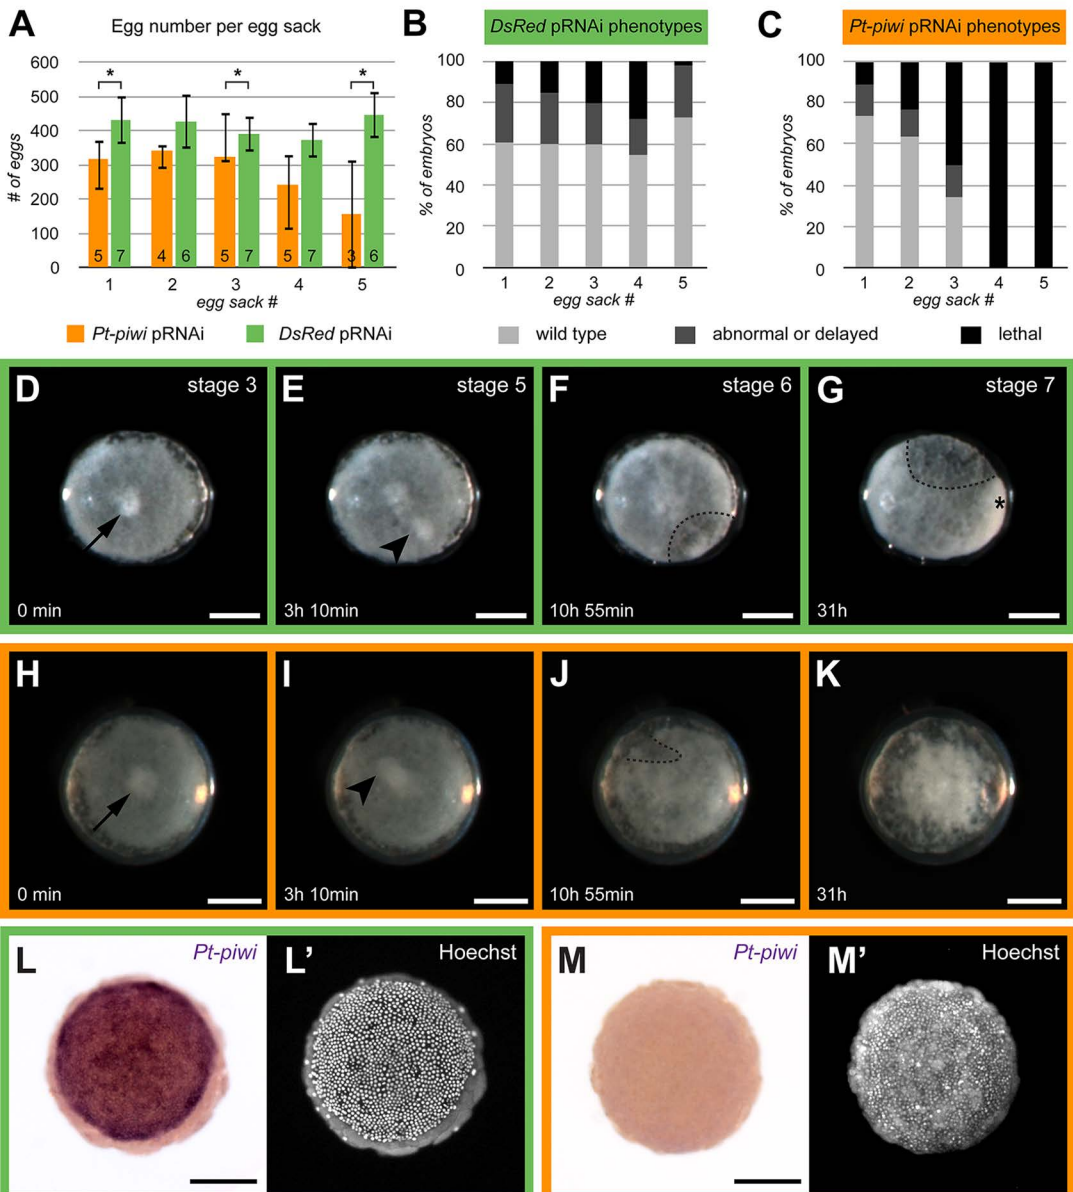 A
Egg number per egg sack
# of eggs
600
500
400
300
200
100
0
* * *
5 7 4 6 5 7 5 7 3 6
1 2 3 4 5
egg sack #
Pt-piwi pRNAi DsRed pRNAi
B
DsRed pRNAi phenotypes
% of embryos
100
80
60
40
20
0
1 2 3 4 5
egg sack #
C
Pt-piwi pRNAi phenotypes
% of embryos
100
80
60
40
20
0
1 2 3 4 5
egg sack #
wild type abnormal or delayed lethal
D stage 3
0 min
E stage 5
3h 10min
F stage 6
10h 55min
G stage 7
*
31h
H
0 min
I
3h 10min
J
10h 55min
K
31h
L Pt-piwi
L’ Hoechst
M Pt-piwi
M’ Hoechst